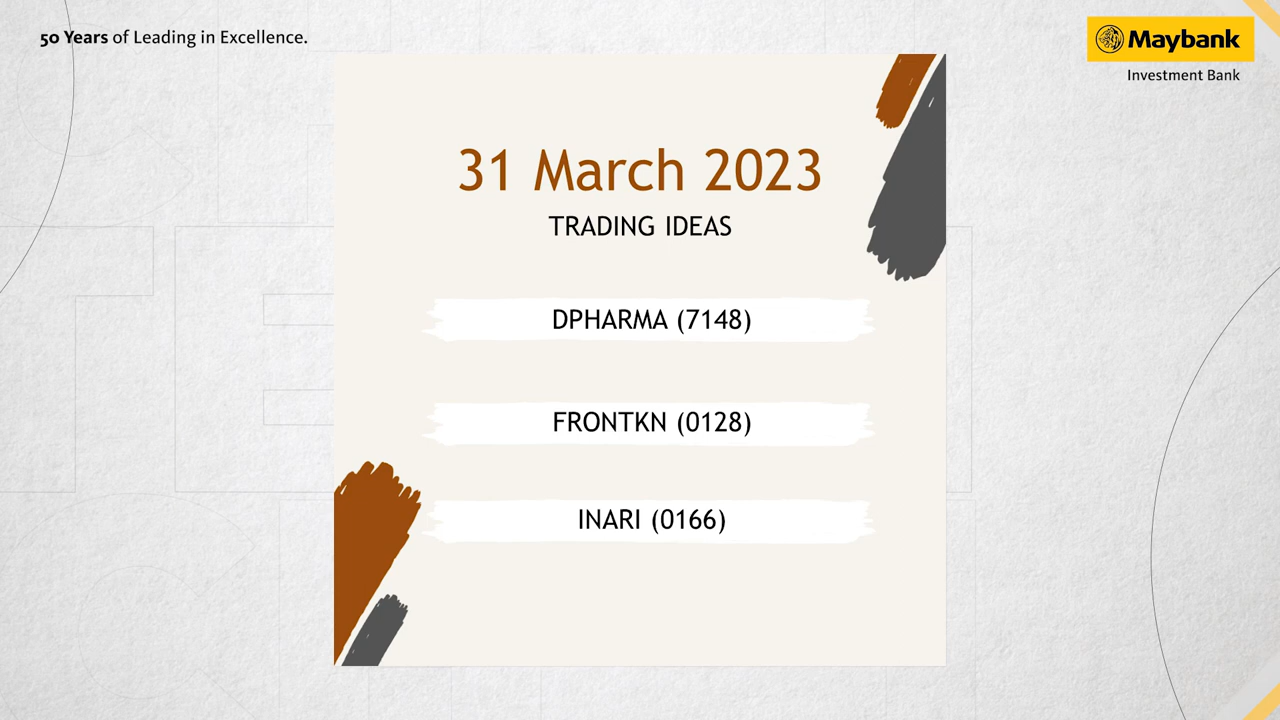 50 Years of Leading in Excellence.
Maybank
Investment Bank
31 March 2023
TRADING IDEAS
DPHARMA (7148)
FRONTKN (0128)
INARI (0166)